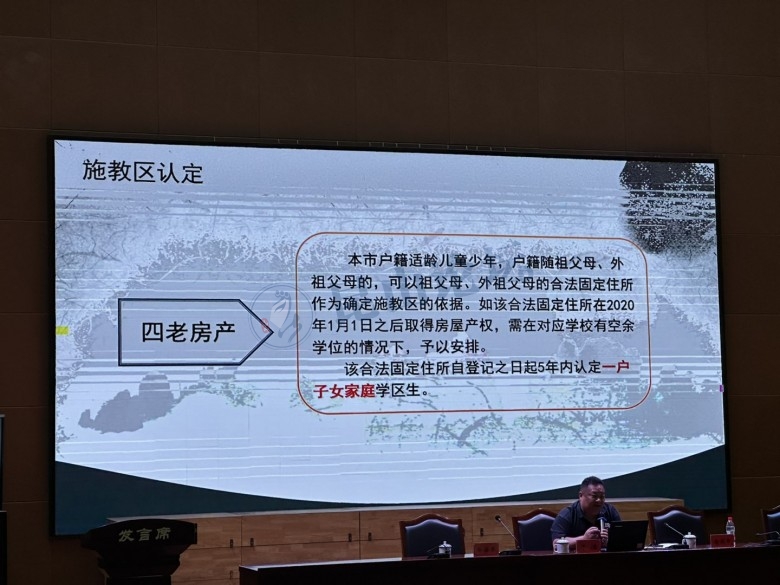 施教区认定
四老房产
本市户籍适龄儿童少年，户籍随祖父母、外
祖父母的，可以祖父母、外祖父母的合法固定住所
作为确定施教区的依据。如该合法固定住所在2020
年1月1日之后取得房屋产权，需在对应学校有空余
学位的情况下，予以安排。
该合法固定住所自登记之日起5年内认定一户
子女家庭学区生。
发言席